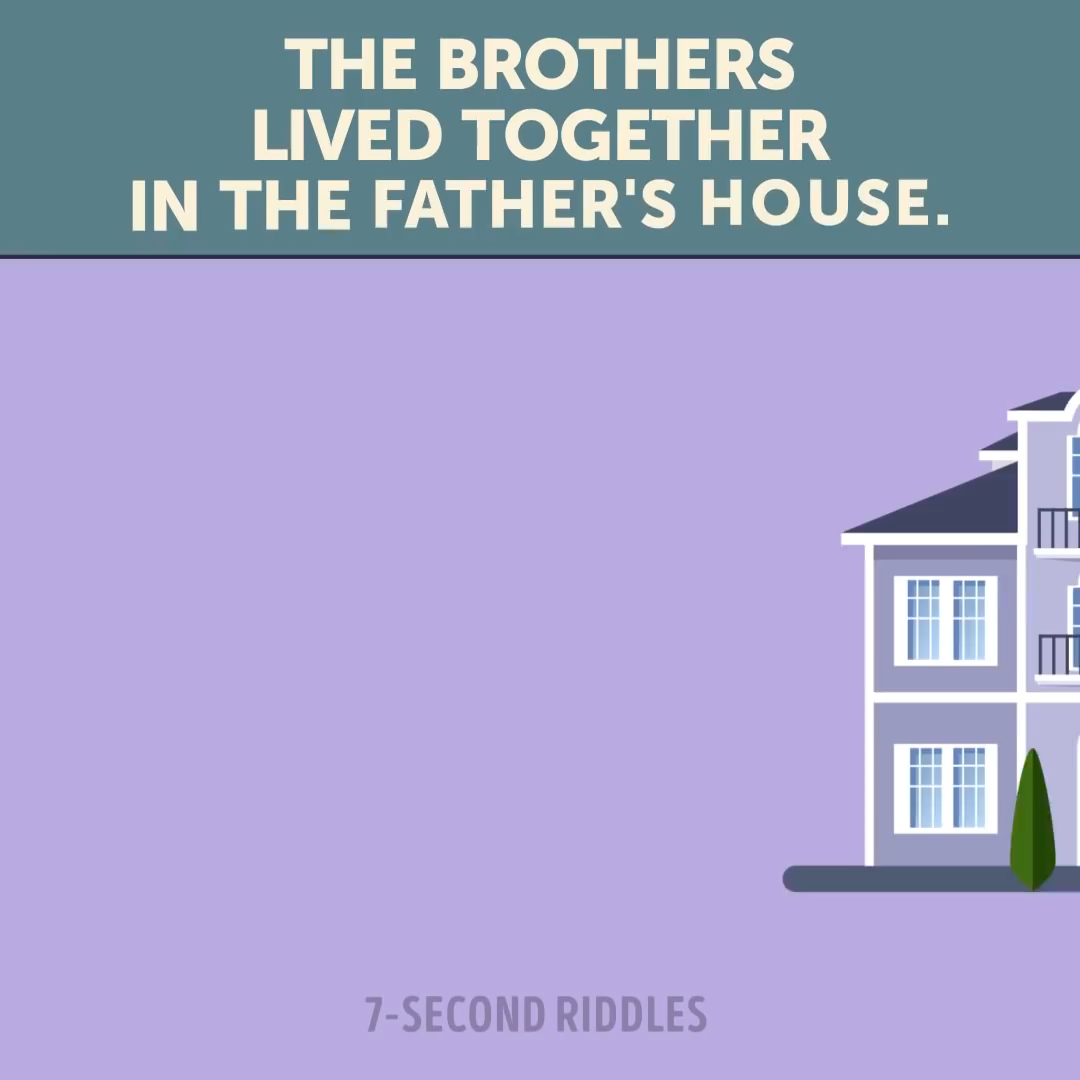 THE BROTHERS
LIVED TOGETHER
IN THE FATHER'S HOUSE.
7-SECOND RIDDLES